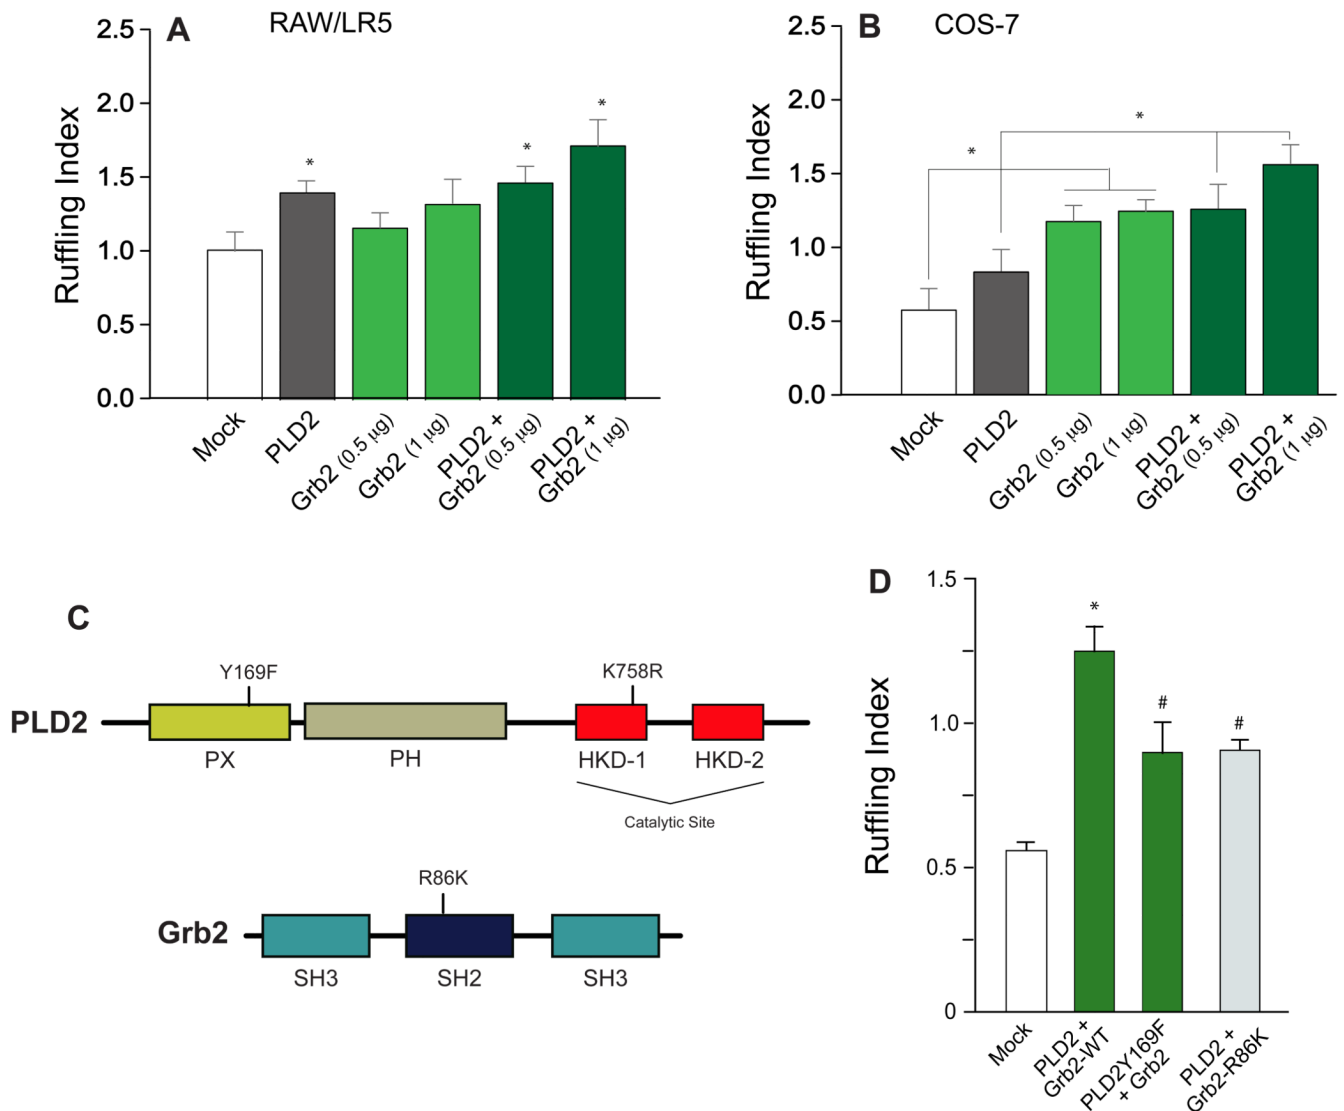 A
RAW/LR5
Ruffling Index
2.5
2.0
1.5
1.0
0.5
0.0
*
*
*
Mock
PLD2
Grb2 (0.5 μg)
Grb2 (1 μg)
PLD2 +
Grb2 (0.5 μg)
PLD2 +
Grb2 (1 μg)
B
COS-7
Ruffling Index
2.5
2.0
1.5
1.0
0.5
0.0
*
*
Mock
PLD2
Grb2 (0.5 μg)
Grb2 (1 μg)
PLD2 +
Grb2 (0.5 μg)
PLD2 +
Grb2 (1 μg)
C
Y169F
K758R
PLD2
PX
PH
HKD-1
HKD-2
Catalytic Site
R86K
Grb2
SH3
SH2
SH3
D
Ruffling Index
1.5
1.0
0.5
0
*
#
#
Mock
PLD2 +
Grb2-WT
PLD2Y169F
+ Grb2
PLD2 +
Grb2-R86K